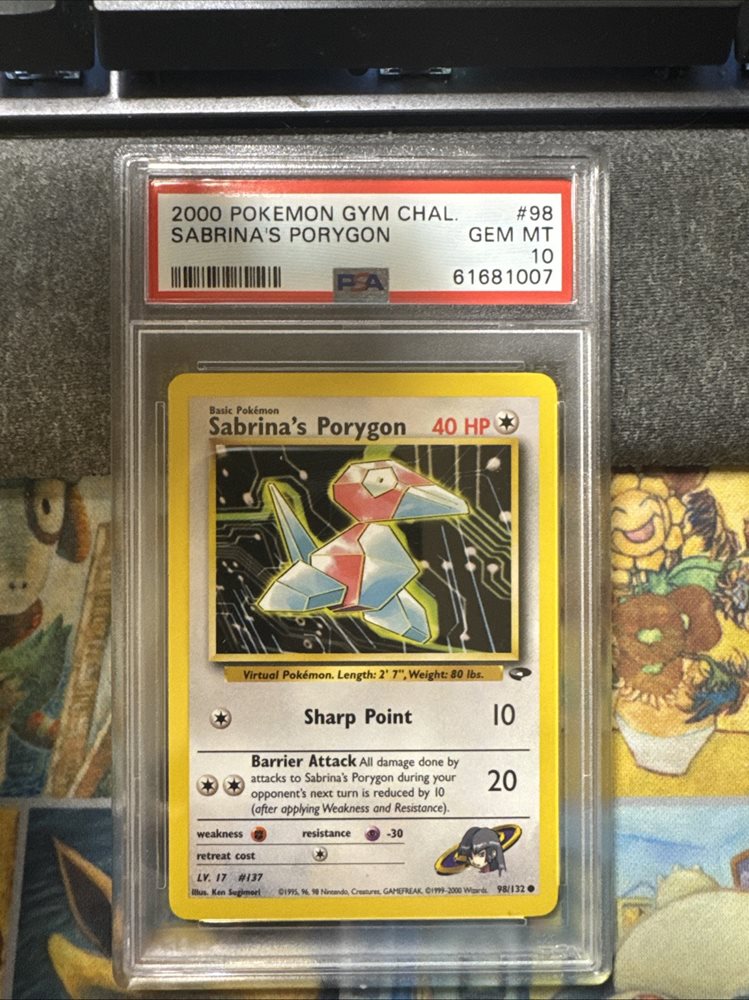 2000 POKEMON GYM CHAL. #98
SABRINA'S PORYGON GEM MT
10
PSA 61681007
Basic Pokémon
Sabrina's Porygon 40 HP
Virtual Pokémon. Length: 2' 7", Weight: 80 lbs.
Sharp Point 10
Barrier Attack All damage done by
attacks to Sabrina's Porygon during your
opponent's next turn is reduced by 10
(after applying Weakness and Resistance).
20
weakness resistance -30
retreat cost
LV. 17 #137
Illus. Ken Sugimori ©1995, 96, 98 Nintendo, Creatures, GAMEFREAK. ©1999-2000 Wizards. 98/132